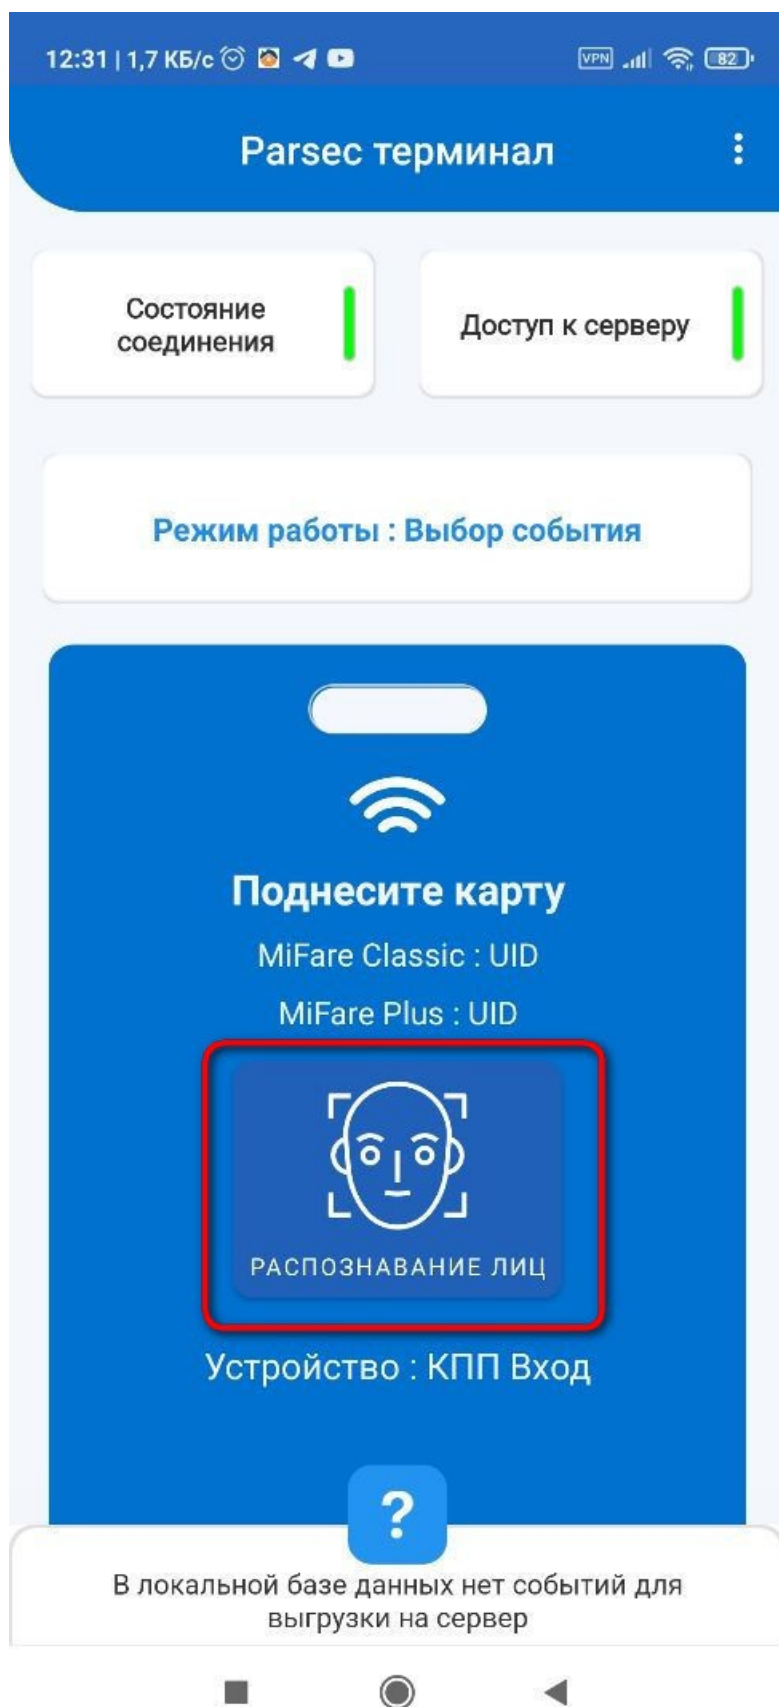 12:31 | 1,7 КБ/с
VPN
82
Parsec терминал
Состояние
соединения
Доступ к серверу
Режим работы : Выбор события
Поднесите карту
MiFare Classic : UID
MiFare Plus : UID
РАСПОЗНАВАНИЕ ЛИЦ
Устройство : КПП Вход
?
В локальной базе данных нет событий для
выгрузки на сервер